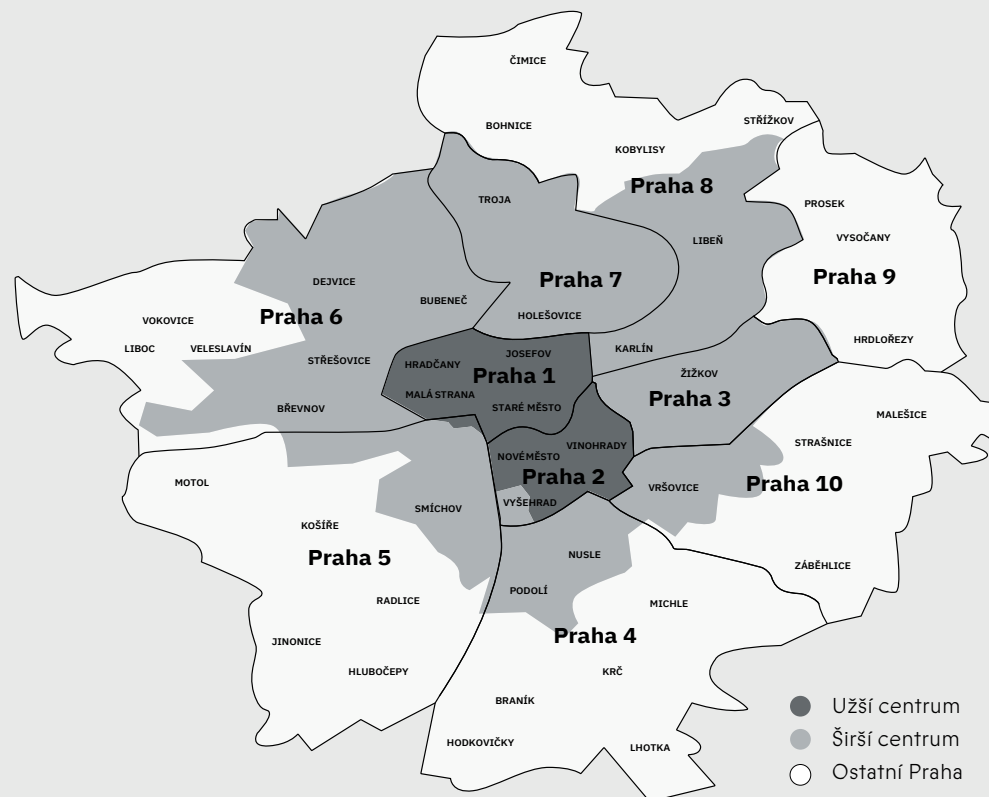 ČIMICE
BOHNICE
STŘÍŽKOV
KOBYLISY
Praha 8
TROJA
PROSEK
LIBEŇ
VYSOČANY
Praha 9
DEJVICE
Praha 7
BUBENEČ
HOLEŠOVICE
VOKOVICE
Praha 6
LIBOC
VELESLAVÍN
STŘEŠOVICE
HRADČANY
JOSEFOV
KARLÍN
HRDLOŘEZY
Praha 1
ŽIŽKOV
MALÁ STRANA
STARÉ MĚSTO
Praha 3
BŘEVNOV
MALEŠICE
VINOHRADY
STRAŠNICE
NOVÉ MĚSTO
Praha 2
MOTOL
VRŠOVICE
Praha 10
SMÍCHOV
VYŠEHRAD
KOŠÍŘE
Praha 5
NUSLE
ZÁBĚHLICE
PODOLÍ
RADLICE
MICHLE
JINONICE
Praha 4
HLUBOČEPY
KRČ
BRANÍK
HODKOVIČKY
LHOTKA
Užší centrum
Širší centrum
Ostatní Praha